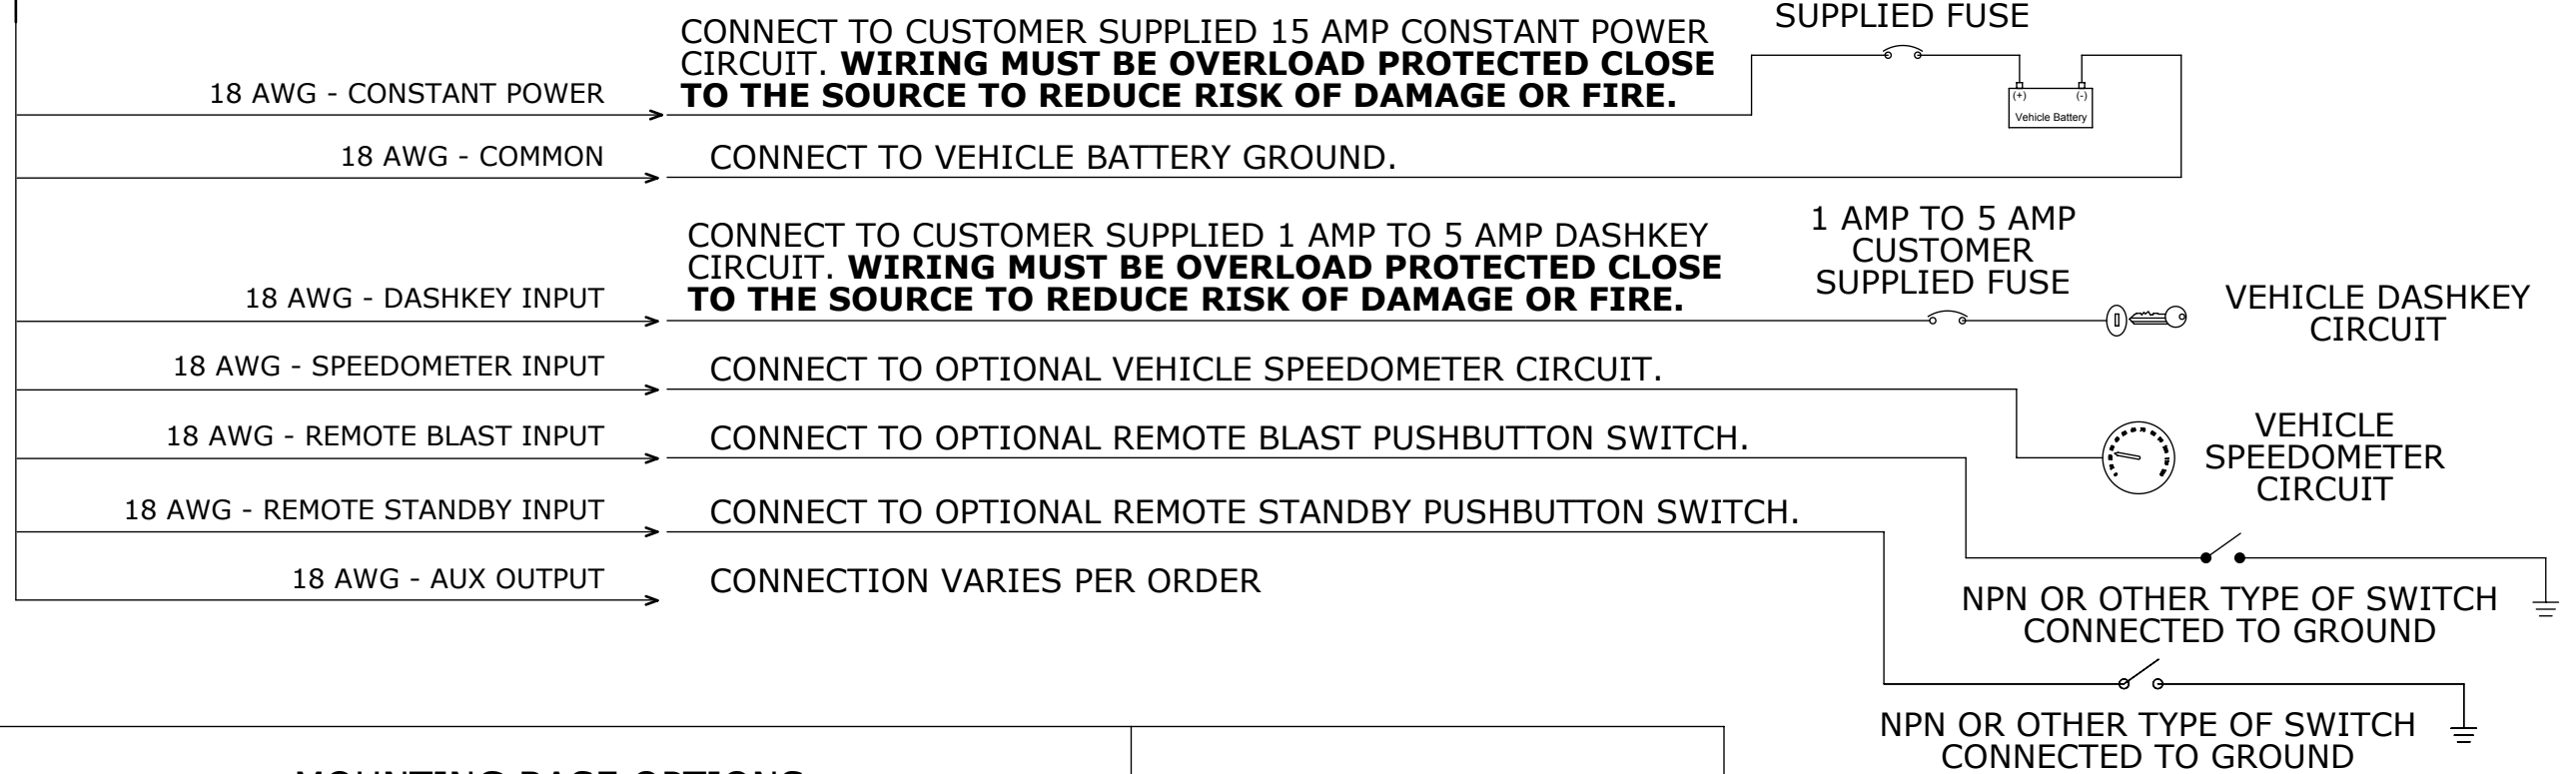 SUPPLIED FUSE
CONNECT TO CUSTOMER SUPPLIED 15 AMP CONSTANT POWER
CIRCUIT. WIRING MUST BE OVERLOAD PROTECTED CLOSE
TO THE SOURCE TO REDUCE RISK OF DAMAGE OR FIRE.
18 AWG - CONSTANT POWER
(+) (-)
Vehicle Battery
18 AWG - COMMON
CONNECT TO VEHICLE BATTERY GROUND.
CONNECT TO CUSTOMER SUPPLIED 1 AMP TO 5 AMP DASHKEY
CIRCUIT. WIRING MUST BE OVERLOAD PROTECTED CLOSE
TO THE SOURCE TO REDUCE RISK OF DAMAGE OR FIRE.
18 AWG - DASHKEY INPUT
1 AMP TO 5 AMP
CUSTOMER
SUPPLIED FUSE
VEHICLE DASHKEY
CIRCUIT
18 AWG - SPEEDOMETER INPUT
CONNECT TO OPTIONAL VEHICLE SPEEDOMETER CIRCUIT.
VEHICLE
SPEEDOMETER
CIRCUIT
18 AWG - REMOTE BLAST INPUT
CONNECT TO OPTIONAL REMOTE BLAST PUSHBUTTON SWITCH.
18 AWG - REMOTE STANDBY INPUT
CONNECT TO OPTIONAL REMOTE STANDBY PUSHBUTTON SWITCH.
18 AWG - AUX OUTPUT
CONNECTION VARIES PER ORDER
NPN OR OTHER TYPE OF SWITCH
CONNECTED TO GROUND
NPN OR OTHER TYPE OF SWITCH
CONNECTED TO GROUND
MOUNTING BASE OPTIONS